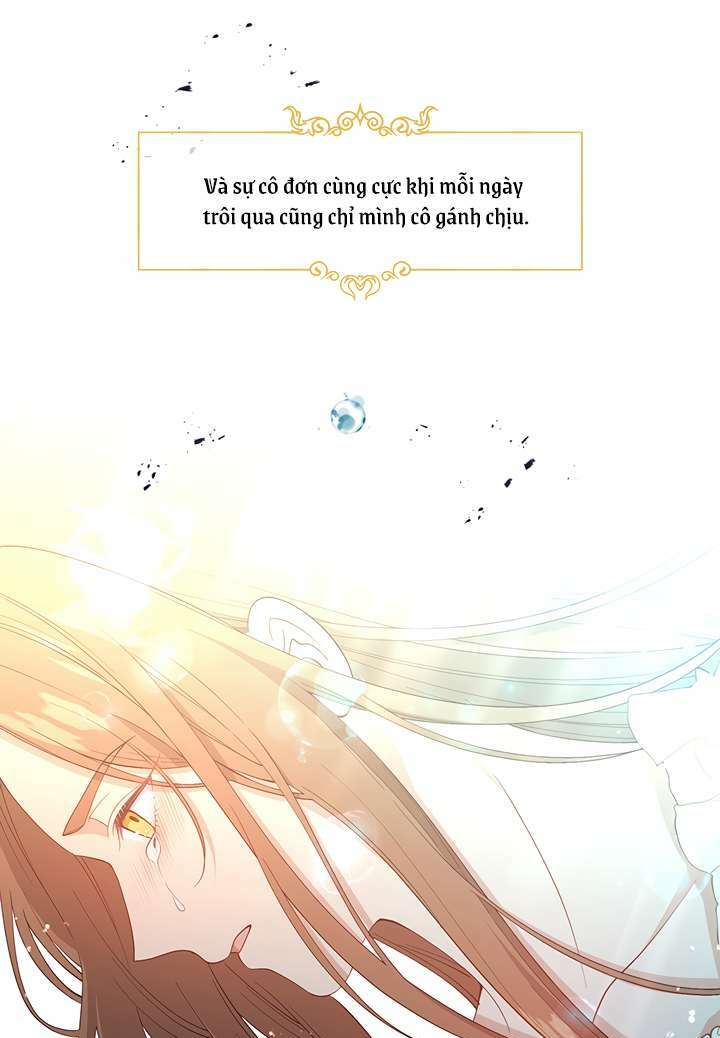 Và sự cô đơn cùng cực khi mỗi ngày
trôi qua cũng chỉ mình cô gánh chịu.